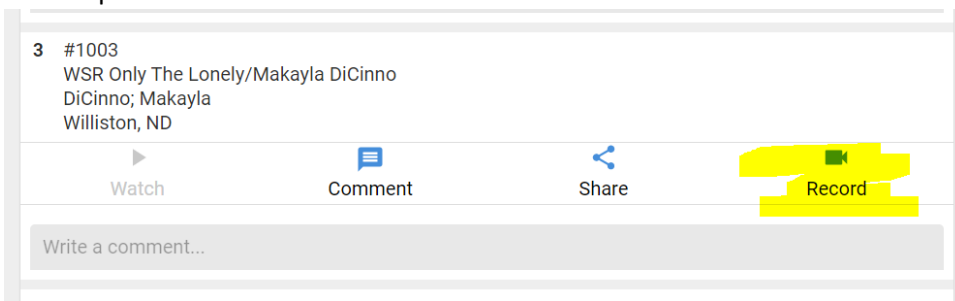 3 #1003
WSR Only The Lonely/Makayla DiCinno
DiCinno; Makayla
Williston, ND
Watch Comment Share Record
Write a comment...